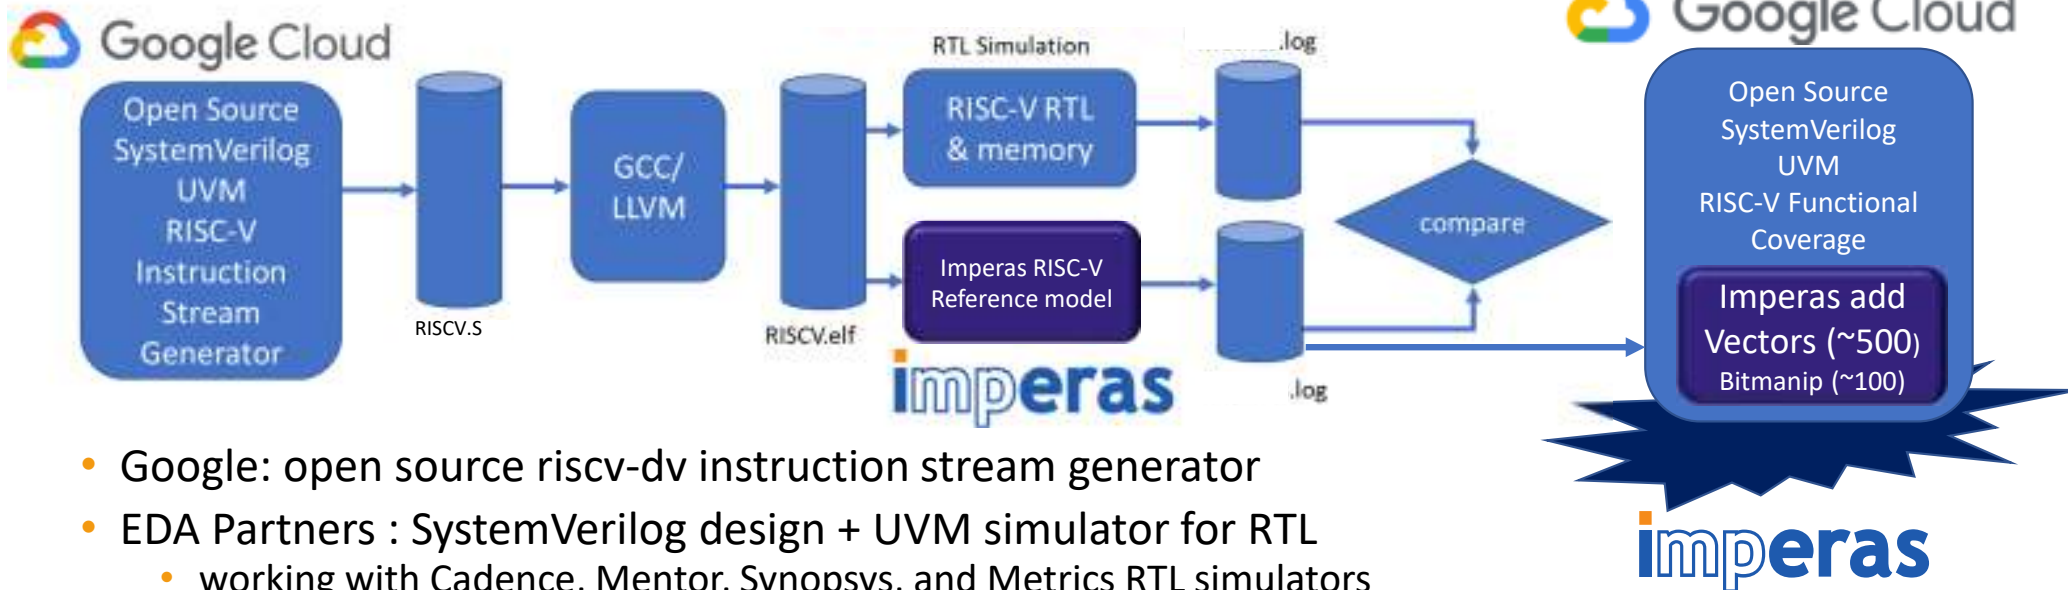 Google Cloud
Open Source
SystemVerilog
UVM
RISC-V
Instruction
Stream
Generator
RISCV.S
GCC/
LLVM
RISCV.elf
RTL Simulation
RISC-V RTL
& memory
Imperas RISC-V
Reference model
imperas
.log
.log
compare
Google Cloud
Open Source
SystemVerilog
UVM
RISC-V Functional
Coverage
Imperas add
Vectors (~500)
Bitmanip (~100)
imperas
• Google: open source riscv-dv instruction stream generator
• EDA Partners : SystemVerilog design + UVM simulator for RTL
• working with Cadence, Mentor, Synopsys, and Metrics RTL simulators